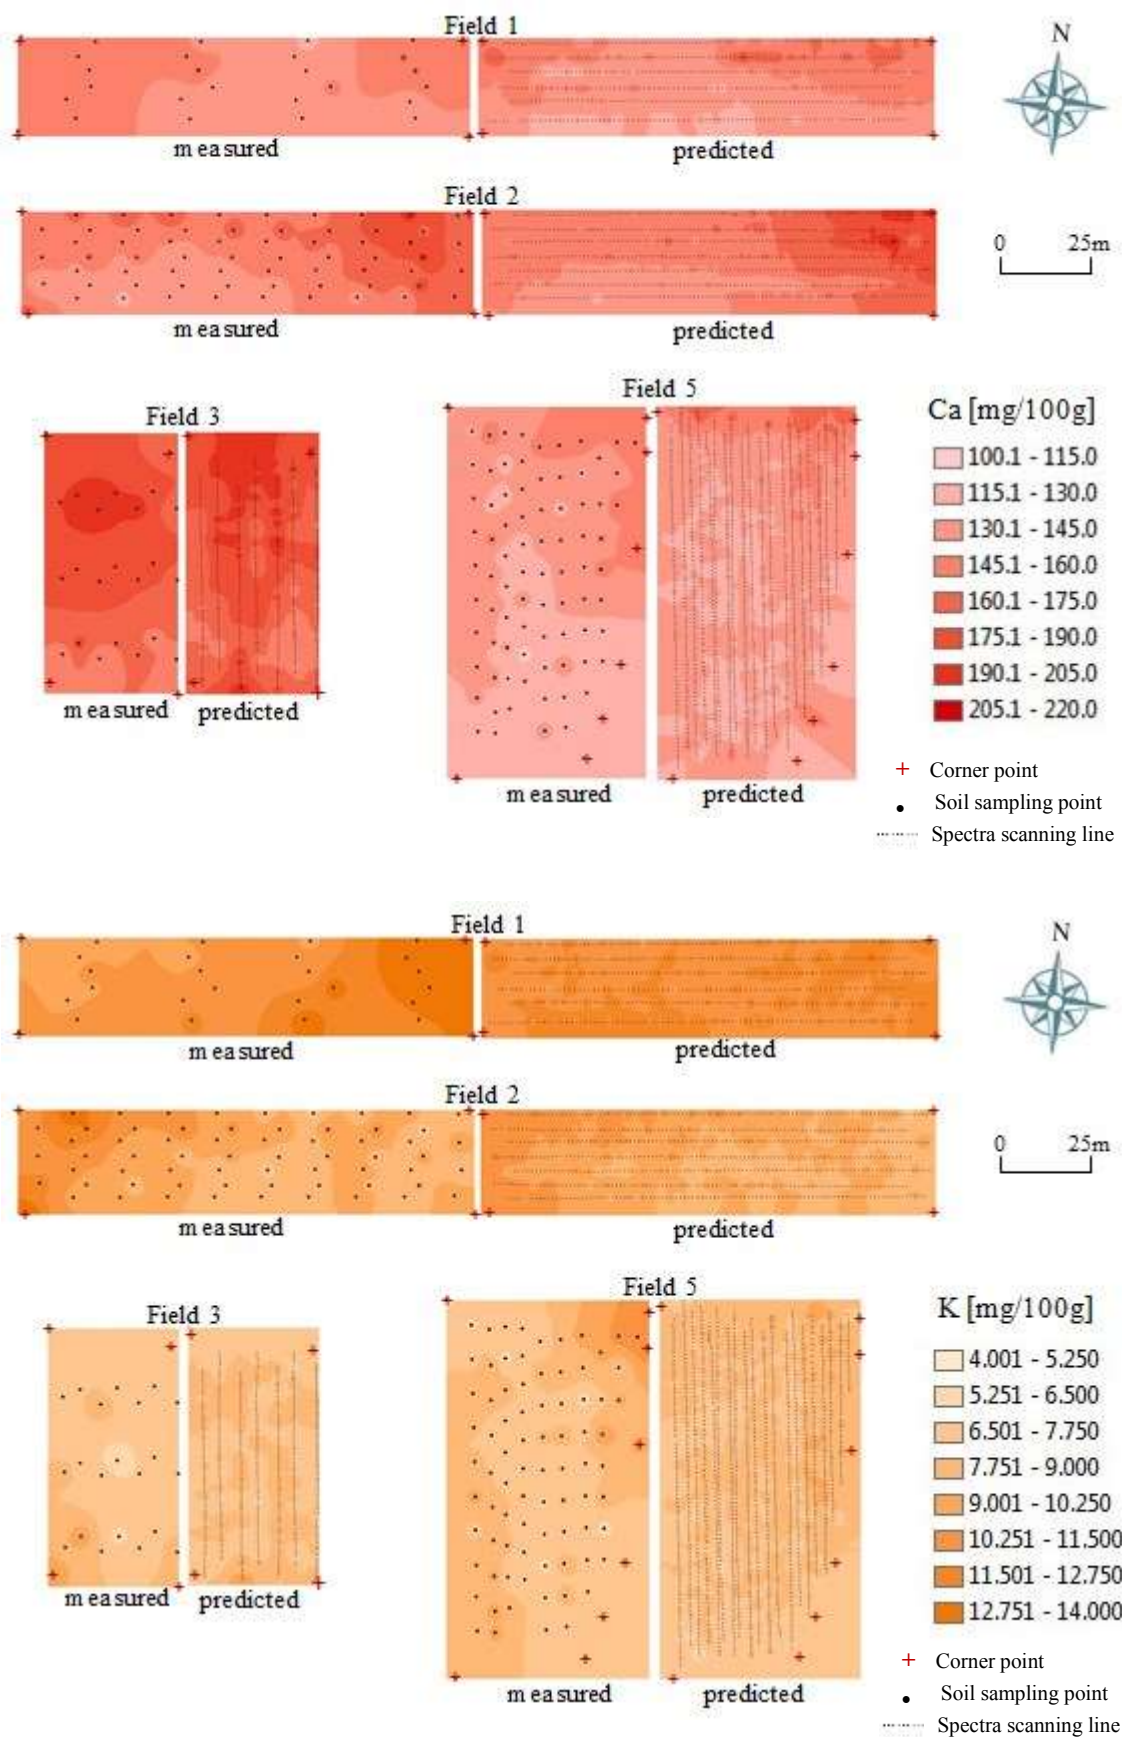 Field 1
N
measured
predicted
Field 2
0 25m
measured
predicted
Field 3
Field 5
Ca [mg/100g]
100.1 - 115.0
115.1 - 130.0
130.1 - 145.0
145.1 - 160.0
160.1 - 175.0
175.1 - 190.0
190.1 - 205.0
205.1 - 220.0
measured
predicted
measured
predicted
Corner point
Soil sampling point
Spectra scanning line
Field 1
N
measured
predicted
Field 2
0 25m
measured
predicted
Field 3
Field 5
K [mg/100g]
4.001 - 5.250
5.251 - 6.500
6.501 - 7.750
7.751 - 9.000
9.001 - 10.250
10.251 - 11.500
11.501 - 12.750
12.751 - 14.000
measured
predicted
measured
predicted
Corner point
Soil sampling point
Spectra scanning line